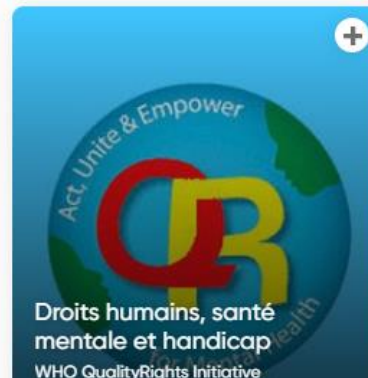 Act, Unite & Empower
QR
for Mental Health
Droits humains, santé
mentale et handicap
WHO QualityRights Initiative